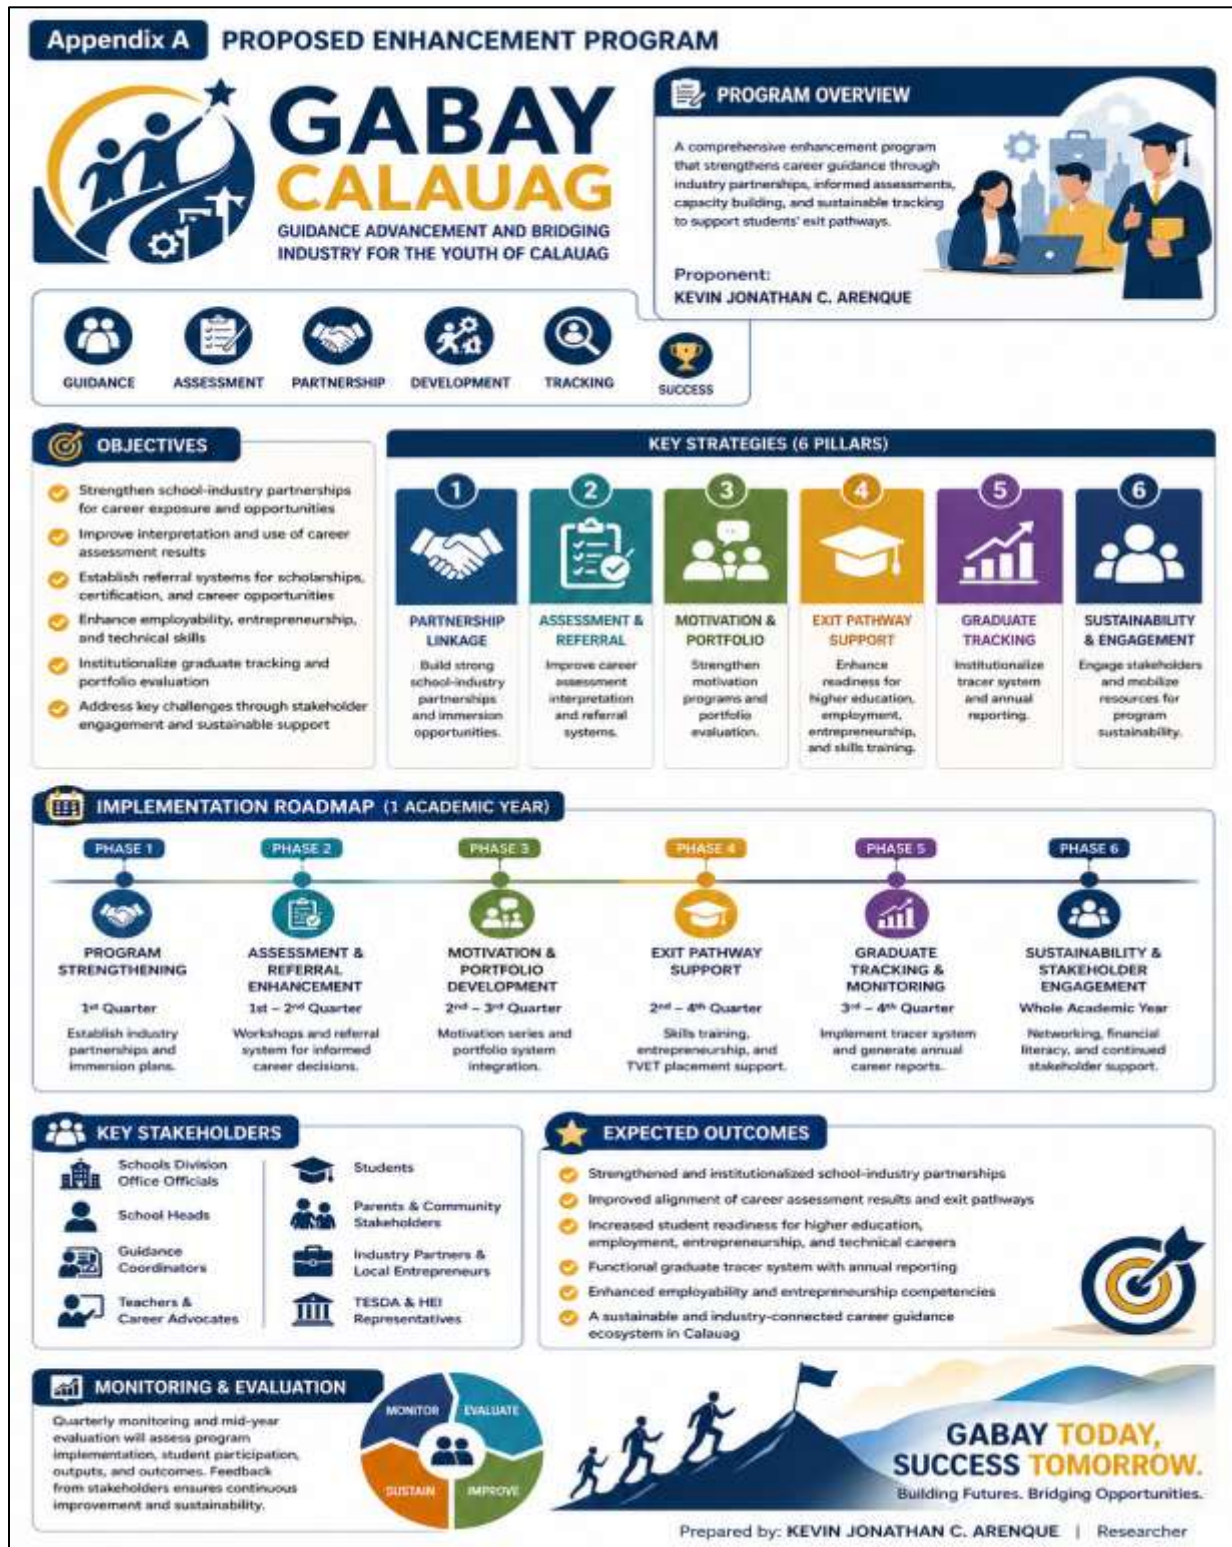 Appendix A PROPOSED ENHANCEMENT PROGRAM
GABAY
CALAUAG
GUIDANCE ADVANCEMENT AND BRIDGING
INDUSTRY FOR THE YOUTH OF CALAUAG
PROGRAM OVERVIEW
A comprehensive enhancement program
that strengthens career guidance through
industry partnerships, informed assessments,
capacity building, and sustainable tracking
to support students' exit pathways.
Proponent:
KEVIN JONATHAN C. ARENQUE
GUIDANCE
ASSESSMENT
PARTNERSHIP
DEVELOPMENT
TRACKING
SUCCESS
OBJECTIVES
Strengthen school-industry partnerships
for career exposure and opportunities
Improve interpretation and use of career
assessment results
Establish referral systems for scholarships,
certification, and career opportunities
Enhance employability, entrepreneurship,
and technical skills
Institutionalize graduate tracking and
portfolio evaluation
Address key challenges through stakeholder
engagement and sustainable support
KEY STRATEGIES (6 PILLARS)
1
PARTNERSHIP
LINKAGE
Build strong
school-industry
partnerships
and immersion
opportunities.
2
ASSESSMENT &
REFERRAL
Improve career
assessment
interpretation
and referral
systems.
3
MOTIVATION &
PORTFOLIO
Strengthen
motivation
programs and
portfolio
evaluation.
4
EXIT PATHWAY
SUPPORT
Enhance
readiness for
higher education,
employment,
entrepreneurship,
and skills training.
5
GRADUATE
TRACKING
Institutionalize
tracer system
and annual
reporting.
6
SUSTAINABILITY
& ENGAGEMENT
Engage stakeholders
and mobilize
resources for
program
sustainability.
IMPLEMENTATION ROADMAP (1 ACADEMIC YEAR)
PHASE 1
PROGRAM
STRENGTHENING
1st Quarter
Establish industry
partnerships and
immersion plans.
PHASE 2
ASSESSMENT &
REFERRAL
ENHANCEMENT
1st – 2nd Quarter
Workshops and referral
system for informed
career decisions.
PHASE 3
MOTIVATION &
PORTFOLIO
DEVELOPMENT
2nd – 3rd Quarter
Motivation series and
portfolio system
integration.
PHASE 4
EXIT PATHWAY
SUPPORT
2nd – 4th Quarter
Skills training,
entrepreneurship, and
TVET placement support.
PHASE 5
GRADUATE
TRACKING &
MONITORING
3rd – 4th Quarter
Implement tracer system
and generate annual
career reports.
PHASE 6
SUSTAINABILITY &
STAKEHOLDER
ENGAGEMENT
Whole Academic Year
Networking, financial
literacy, and continued
stakeholder support.
KEY STAKEHOLDERS
Schools Division
Office Officials
School Heads
Guidance
Coordinators
Teachers &
Career Advocates
Students
Parents & Community
Stakeholders
Industry Partners &
Local Entrepreneurs
TESDA & HEI
Representatives
EXPECTED OUTCOMES
Strengthened and institutionalized school-industry partnerships
Improved alignment of career assessment results and exit pathways
Increased student readiness for higher education,
employment, entrepreneurship, and technical careers
Functional graduate tracer system with annual reporting
Enhanced employability and entrepreneurship competencies
A sustainable and industry-connected career guidance
ecosystem in Calauag
MONITORING & EVALUATION
Quarterly monitoring and mid-year
evaluation will assess program
implementation, student participation,
outputs, and outcomes. Feedback
from stakeholders ensures continuous
improvement and sustainability.
MONITOR
EVALUATE
SUSTAIN
IMPROVE
GABAY TODAY,
SUCCESS TOMORROW.
Building Futures. Bridging Opportunities.
Prepared by: KEVIN JONATHAN C. ARENQUE | Researcher